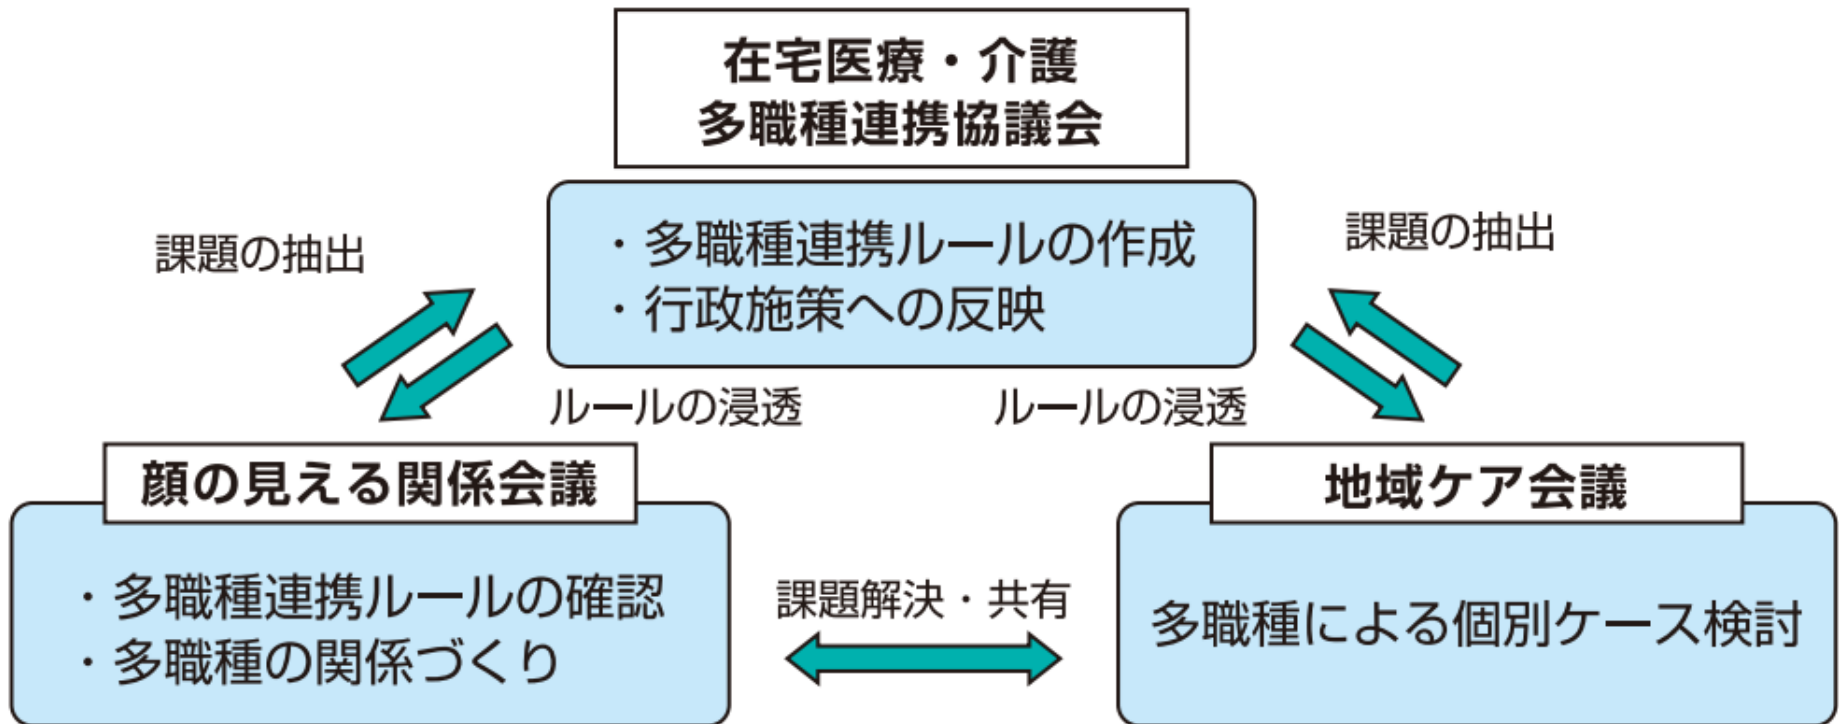 在宅医療・介護
多職種連携協議会
・多職種連携ルールの作成
・行政施策への反映
課題の抽出
課題の抽出
ルールの浸透
ルールの浸透
顔の見える関係会議
・多職種連携ルールの確認
・多職種の関係づくり
課題解決・共有
地域ケア会議
多職種による個別ケース検討